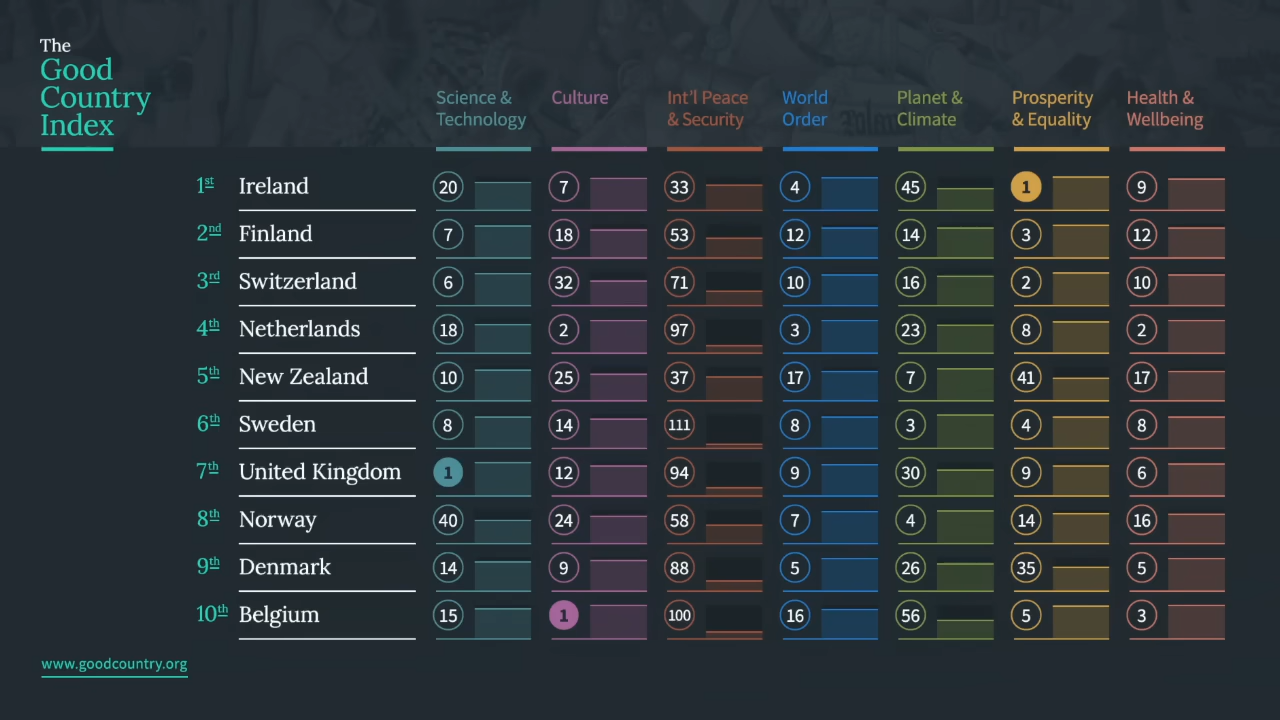 The
Good
Country
Index
Science & Technology Culture Int'l Peace & Security World Order Planet & Climate Prosperity & Equality Health & Wellbeing
1st Ireland 20 7 33 4 45 1 9
2nd Finland 7 18 53 12 14 3 12
3rd Switzerland 6 32 71 10 16 2 10
4th Netherlands 18 2 97 3 23 8 2
5th New Zealand 10 25 37 17 7 41 17
6th Sweden 8 14 111 8 3 4 8
7th United Kingdom 1 12 94 9 30 9 6
8th Norway 40 24 58 7 4 14 16
9th Denmark 14 9 88 5 26 35 5
10th Belgium 15 1 100 16 56 5 3
www.goodcountry.org